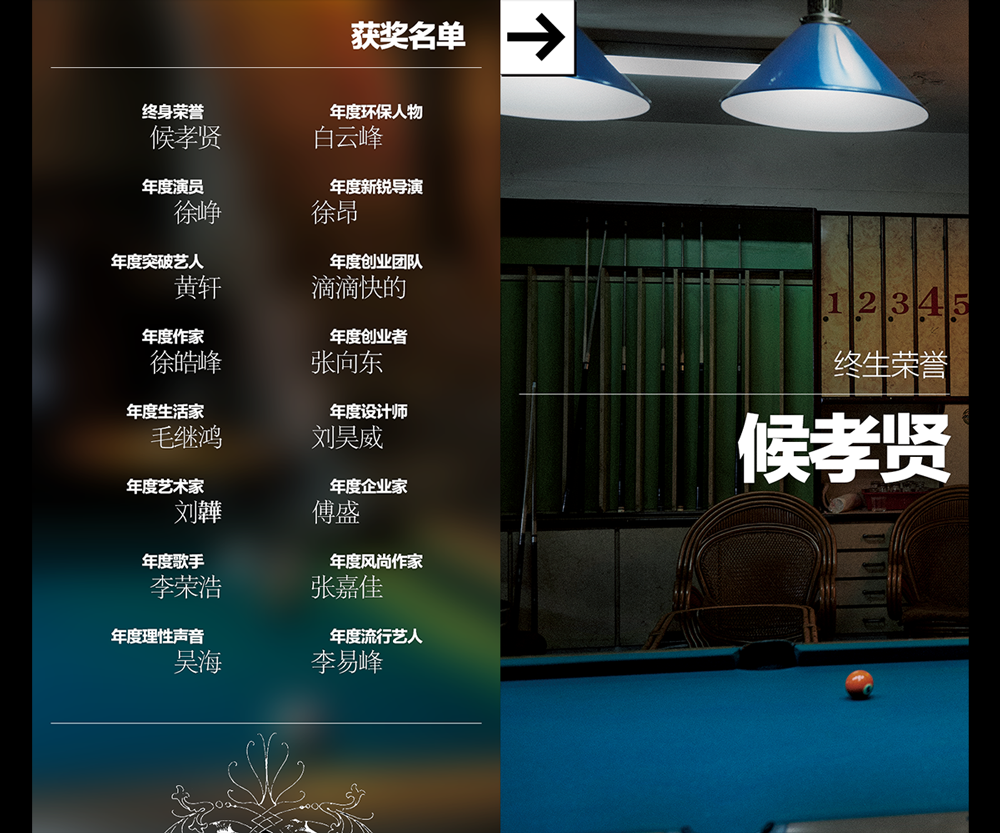 获奖名单
终身荣誉
候孝贤
年度演员
徐峥
年度突破艺人
黄轩
年度作家
徐皓峰
年度生活家
毛继鸿
年度艺术家
刘韡
年度歌手
李荣浩
年度理性声音
吴海
年度环保人物
白云峰
年度新锐导演
徐昂
年度创业团队
滴滴快的
年度创业者
张向东
年度设计师
刘昊威
年度企业家
傅盛
年度风尚作家
张嘉佳
年度流行艺人
李易峰
1 2 3 4 5
终生荣誉
候孝贤